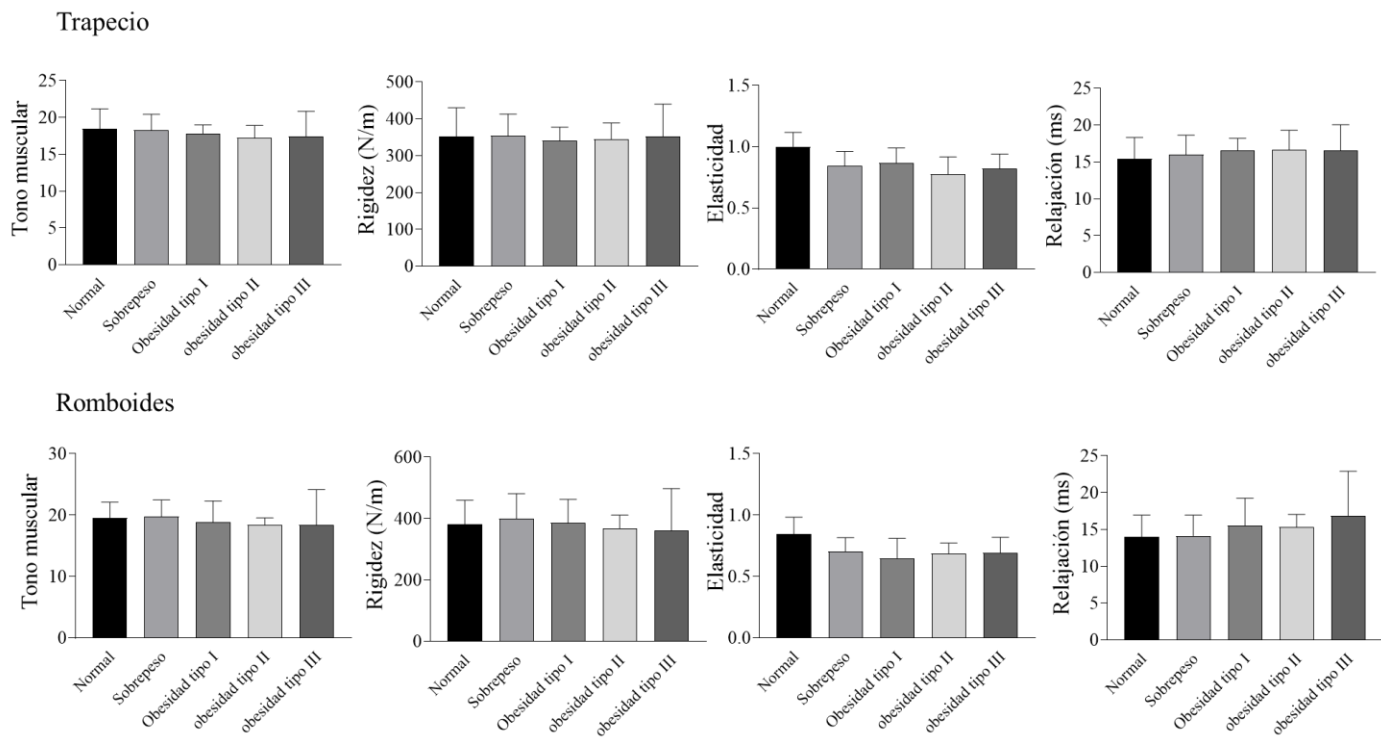 Trapecio
Tono muscular
25
20
15
10
5
0
Normal
Sobrepeso
Obesidad tipo I
obesidad tipo II
obesidad tipo III
Rigidez (N/m)
500
400
300
200
100
0
Normal
Sobrepeso
Obesidad tipo I
obesidad tipo II
obesidad tipo III
Elasticidad
1.5
1.0
0.5
0.0
Normal
Sobrepeso
Obesidad tipo I
obesidad tipo II
obesidad tipo III
Relajación (ms)
25
20
15
10
5
0
Normal
Sobrepeso
Obesidad tipo I
obesidad tipo II
obesidad tipo III
Romboides
Tono muscular
30
20
10
0
Normal
Sobrepeso
Obesidad tipo I
obesidad tipo II
obesidad tipo III
Rigidez (N/m)
600
400
200
0
Normal
Sobrepeso
Obesidad tipo I
obesidad tipo II
obesidad tipo III
Elasticidad
1.5
1.0
0.5
0.0
Normal
Sobrepeso
Obesidad tipo I
obesidad tipo II
obesidad tipo III
Relajación (ms)
25
20
15
10
5
0
Normal
Sobrepeso
Obesidad tipo I
obesidad tipo II
obesidad tipo III